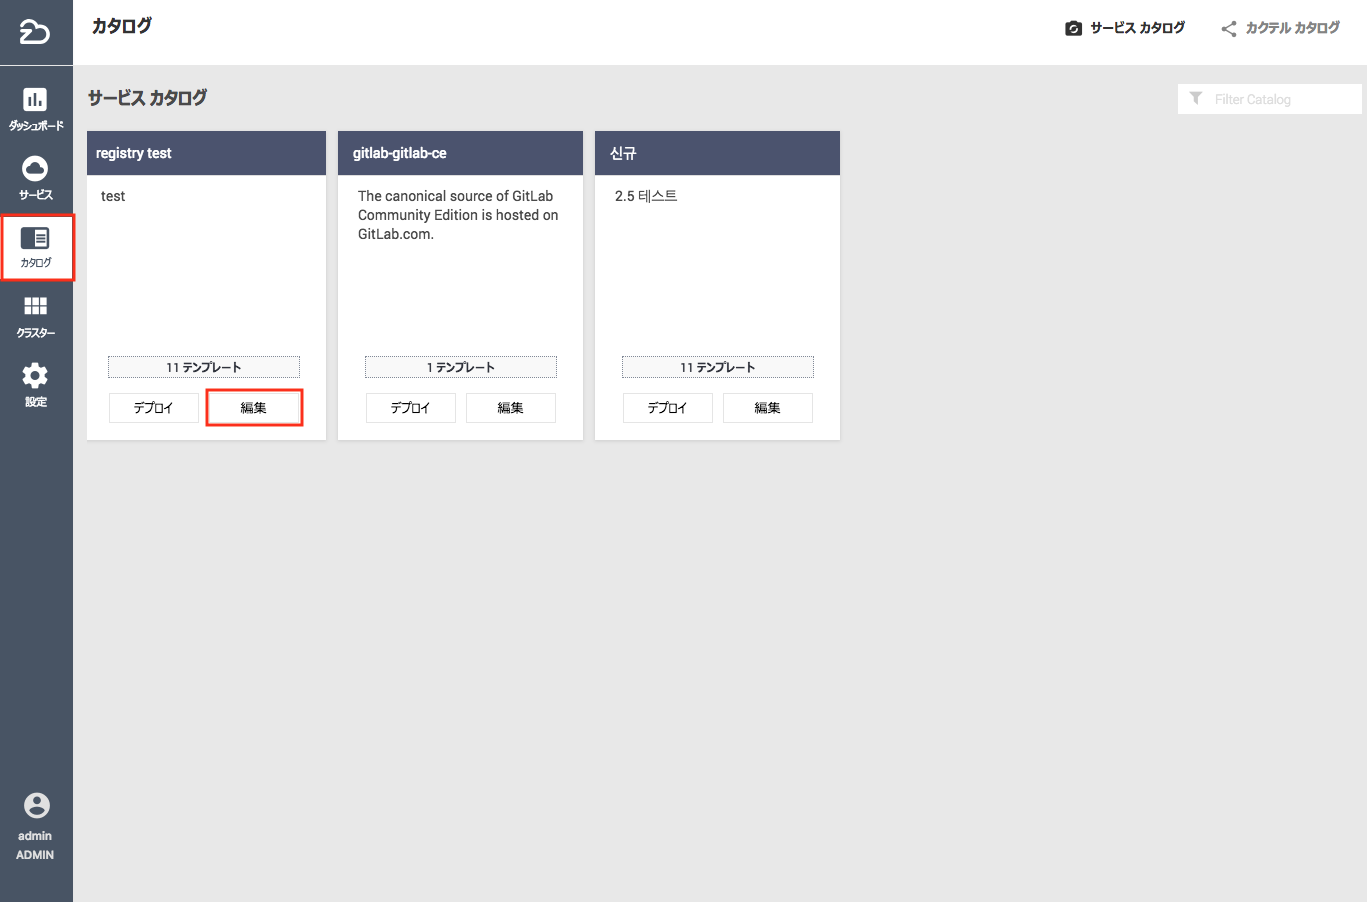 カタログ
サービス カタログ
カクテル カタログ
ダッシュボード
サービス
カタログ
クラスター
設定
admin
ADMIN
サービス カタログ
Filter Catalog
registry test
test
11 テンプレート
デプロイ
編集
gitlab-gitlab-ce
The canonical source of GitLab
Community Edition is hosted on
GitLab.com.
1 テンプレート
デプロイ
編集
신규
2.5 테스트
11 テンプレート
デプロイ
編集